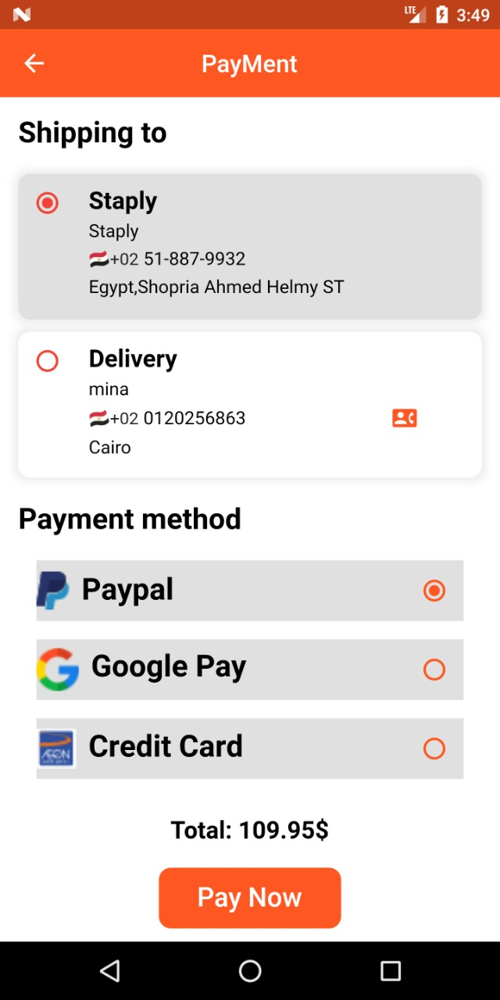 LTE 3:49
PayMent
Shipping to
Staply
Staply
+02 51-887-9932
Egypt,Shopria Ahmed Helmy ST
Delivery
mina
+02 0120256863
Cairo
Payment method
Paypal
Google Pay
AEON
Credit Card
Total: 109.95$
Pay Now